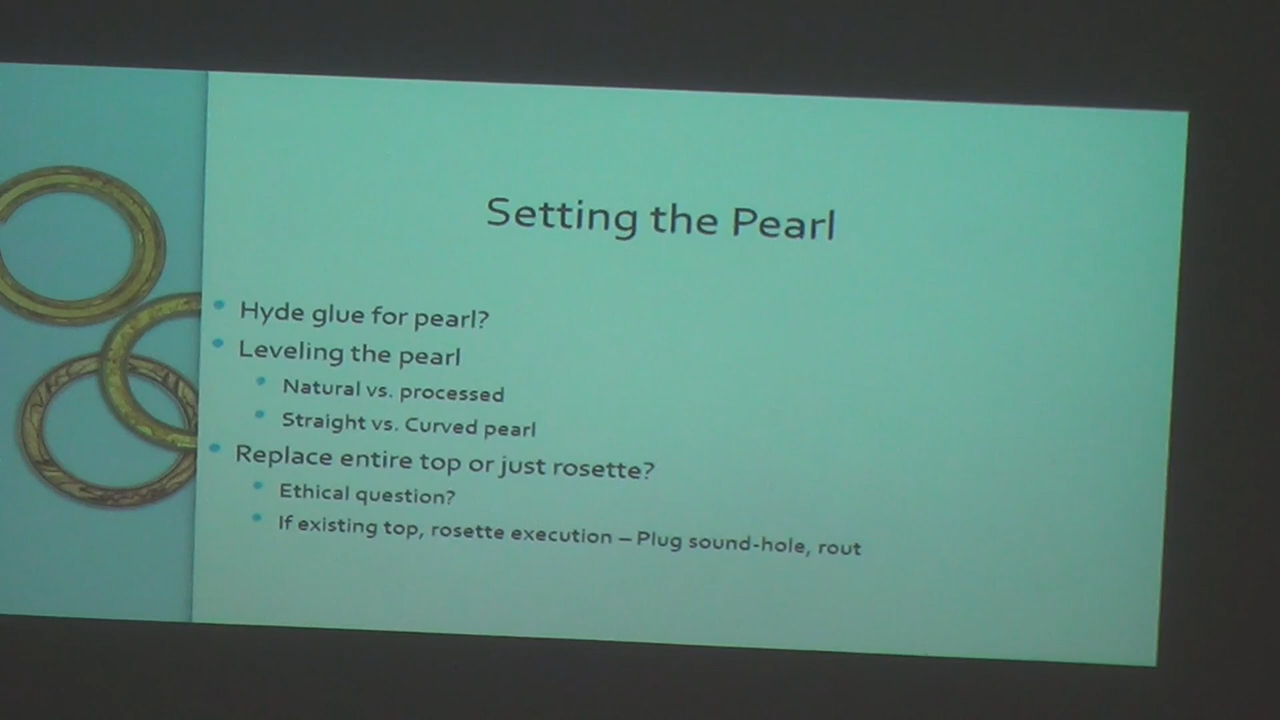 Setting the Pearl
Hyde glue for pearl?
Leveling the pearl
Natural vs. processed
Straight vs. Curved pearl
Replace entire top or just rosette?
Ethical question?
If existing top, rosette execution – Plug sound-hole, rout